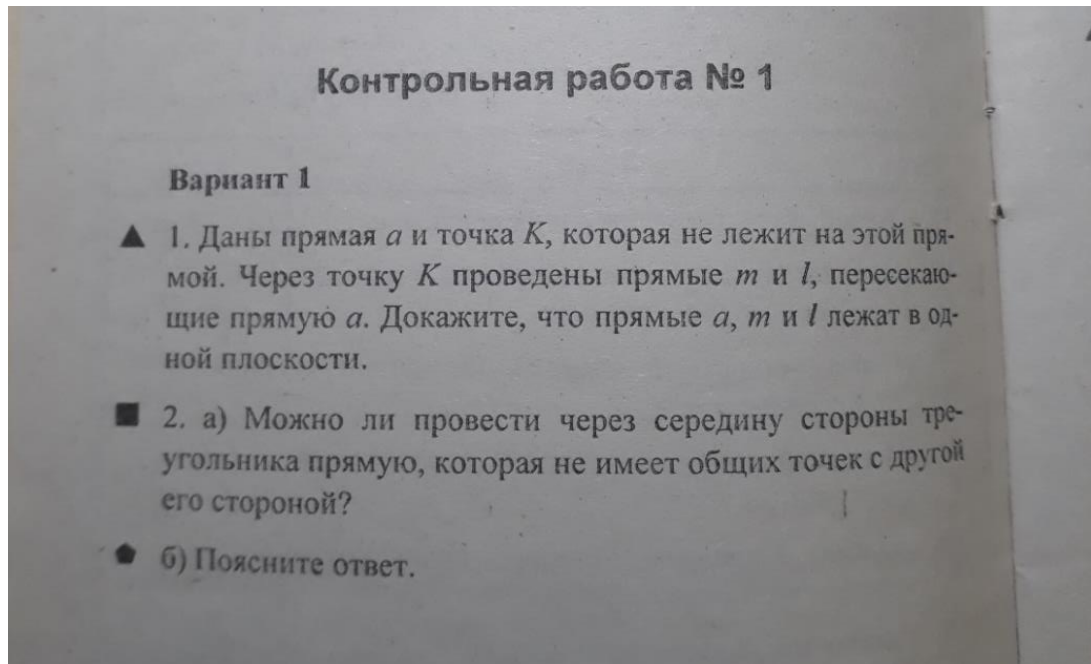 Контрольная работа № 1
Вариант 1
▲ 1. Даны прямая a и точка K, которая не лежит на этой пря-
мой. Через точку K проведены прямые m и l, пересекаю-
щие прямую a. Докажите, что прямые a, m и l лежат в од-
ной плоскости.
■ 2. а) Можно ли провести через середину стороны тре-
угольника прямую, которая не имеет общих точек с другой
его стороной?
б) Поясните ответ.